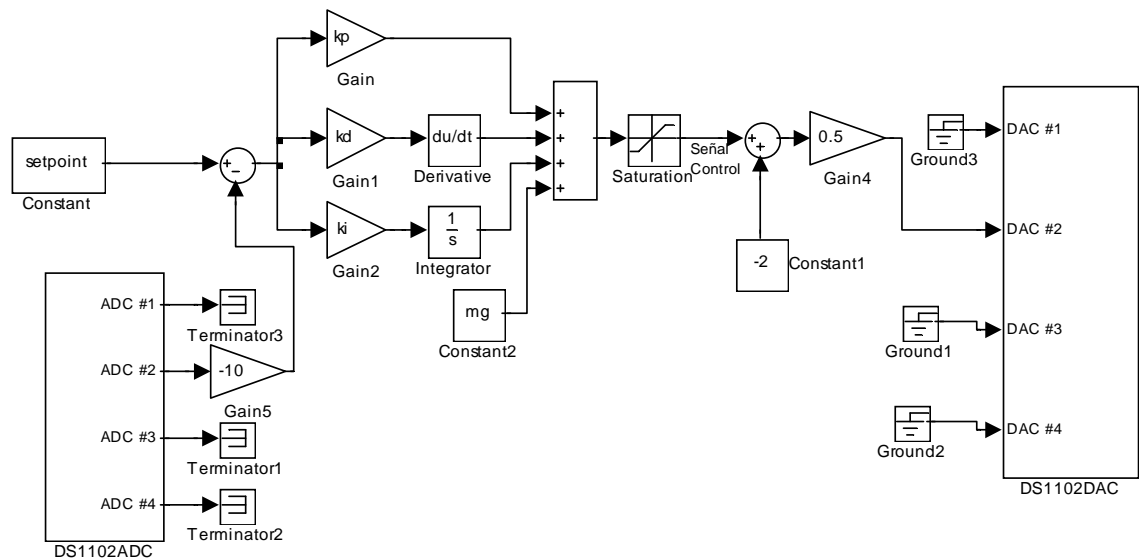 kp
Gain
setpoint
Constant
+
−
kd
Gain1
du/dt
Derivative
ki
Gain2
1
s
Integrator
mg
Constant2
+
+
+
+
Saturation
Señal
Control
+
+
-2
Constant1
0.5
Gain4
Ground3
Ground1
Ground2
DAC #1
DAC #2
DAC #3
DAC #4
DS1102DAC
ADC #1
ADC #2
ADC #3
ADC #4
DS1102ADC
Terminator3
-10
Gain5
Terminator1
Terminator2